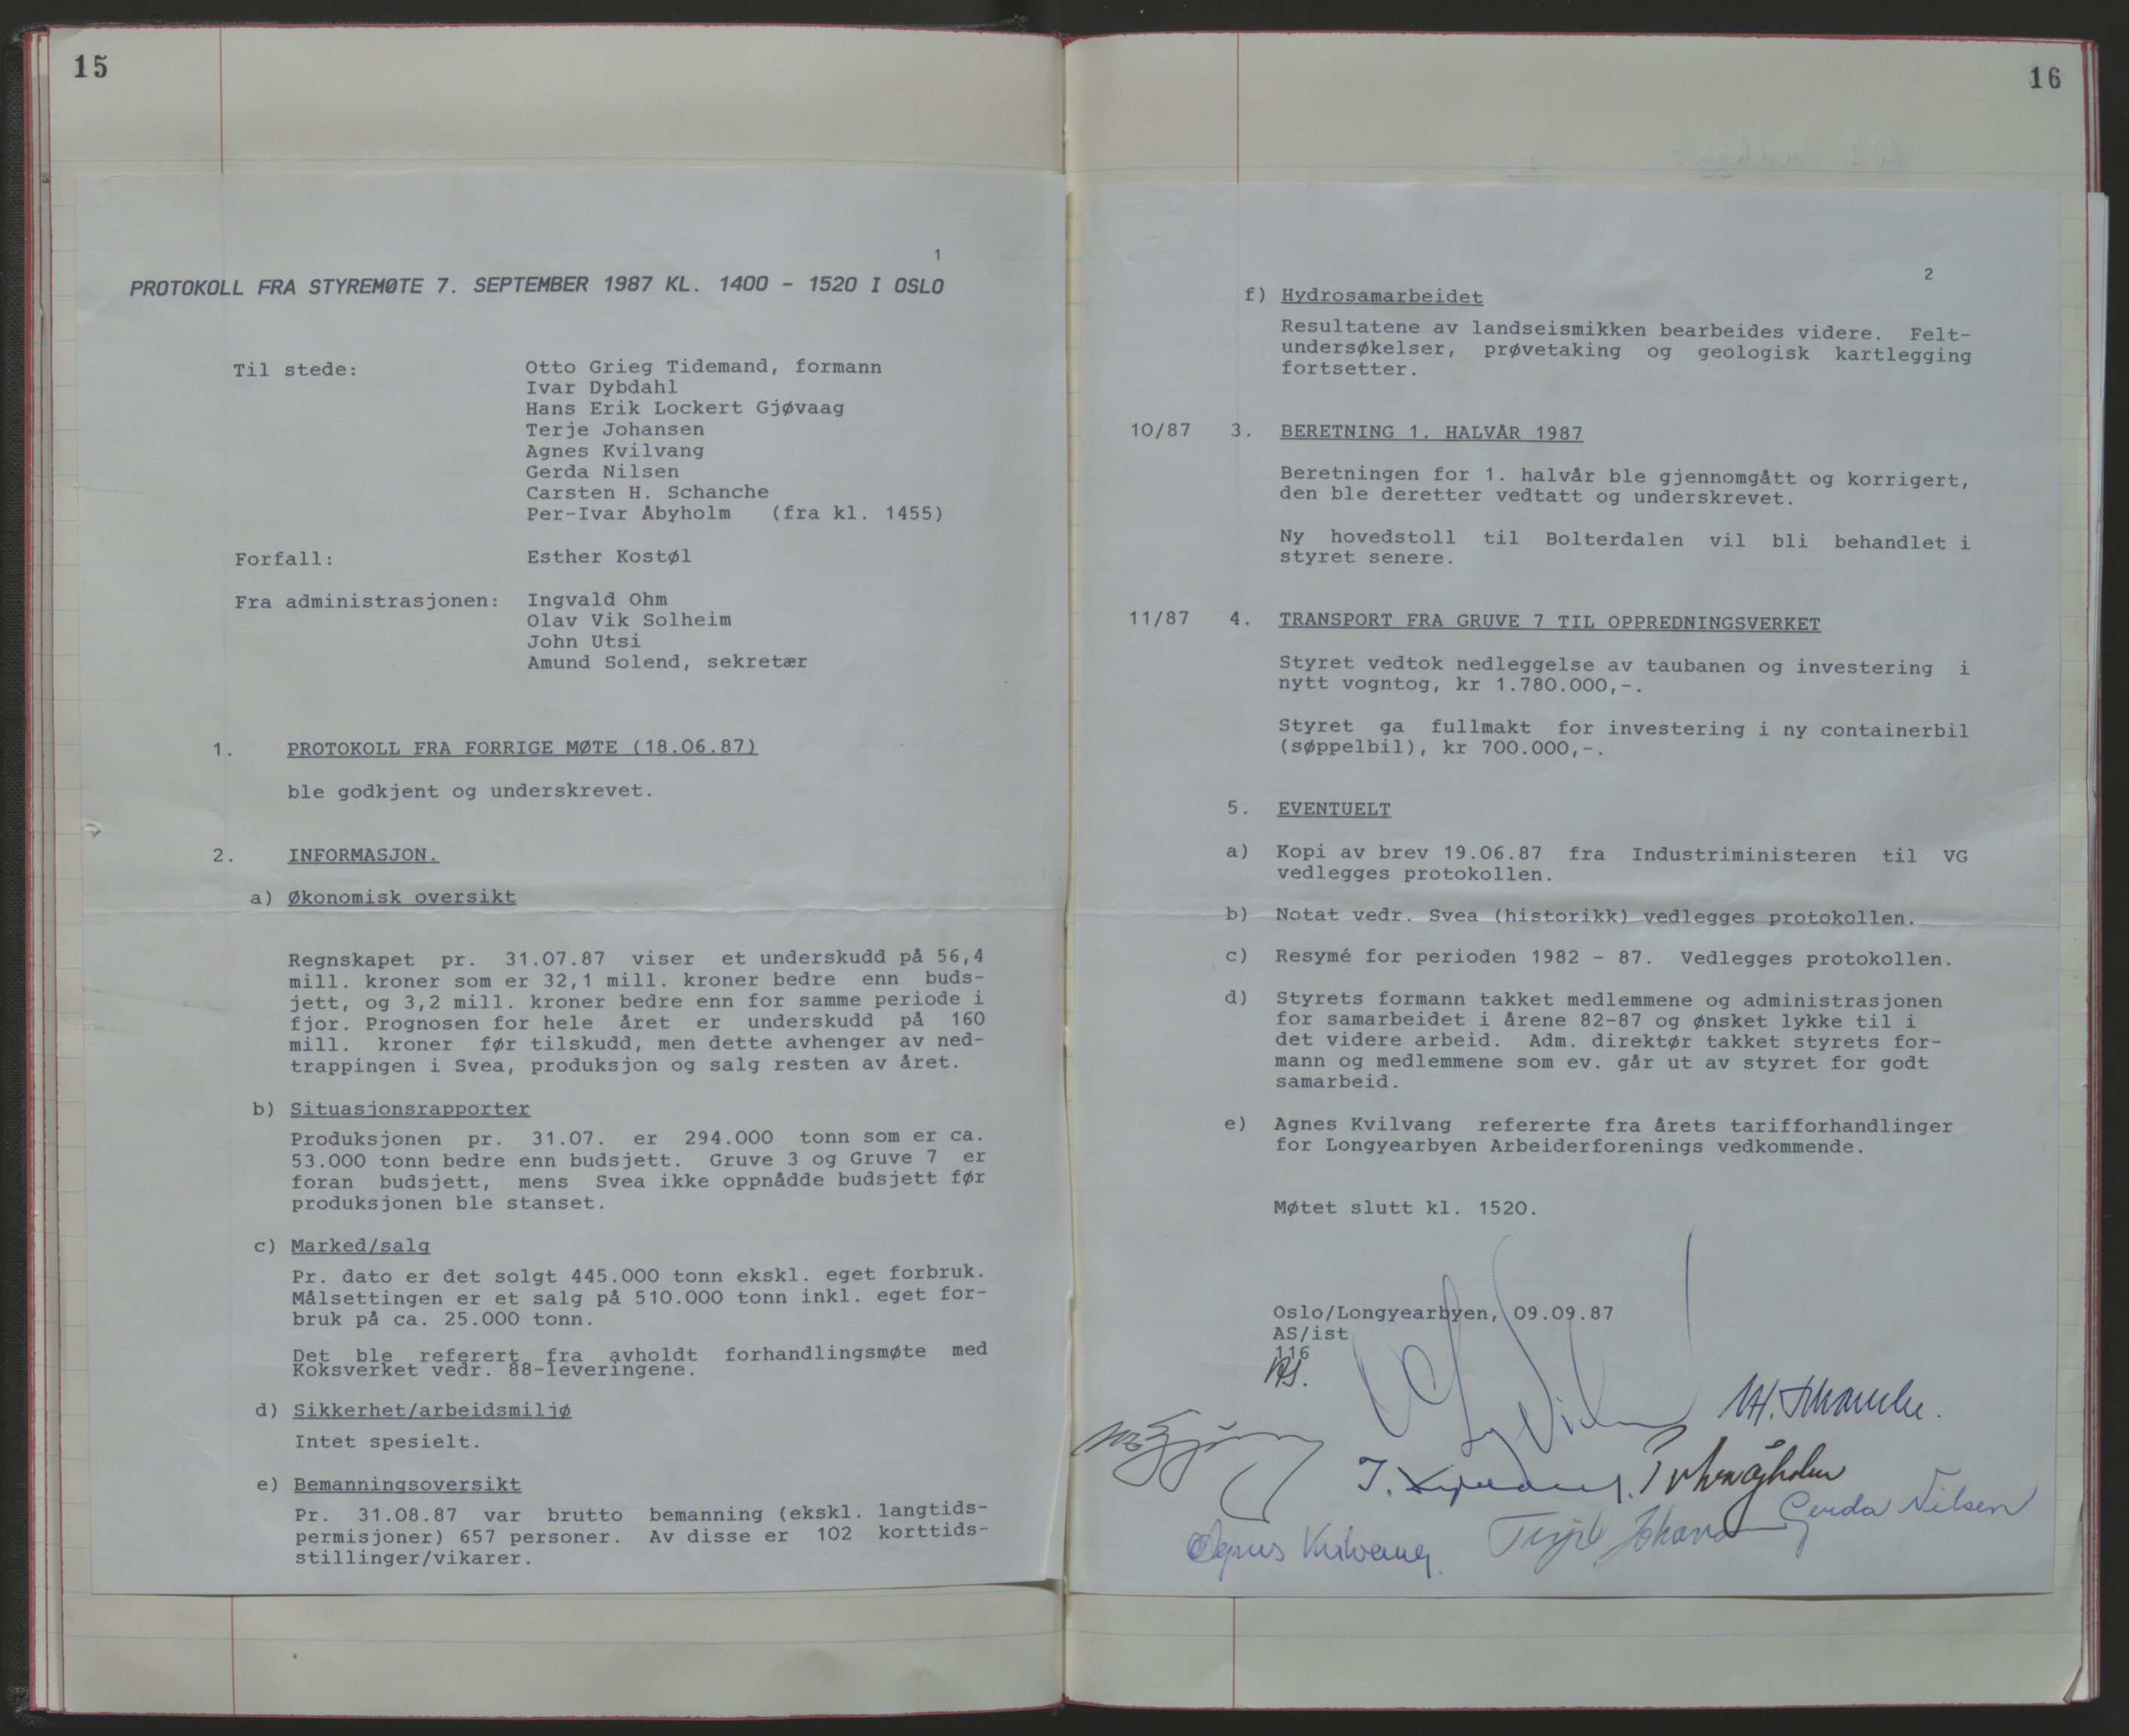 15
1
PROTOKOLL FRA STYREMØTE 7. SEPTEMBER 1987 KL. 1400 - 1520 I OSLO
Til stede: Otto Grieg Tidemand, formann
Ivar Dybdahl
Hans Erik Lockert Gjøvaag
Terje Johansen
Agnes Kvilvang
Gerda Nilsen
Carsten H. Schanche
Per-Ivar Abyholm (fra kl. 1455)
Forfall: Esther Kostøl
Fra administrasjonen: Ingvald Ohm
Olav Vik Solheim
John Utsi
Amund Solend, sekretær
1. PROTOKOLL FRA FORRIGE MØTE (18.06.87)
ble godkjent og underskrevet.
2. INFORMASJON.
a) Økonomisk oversikt
Regnskapet pr. 31.07.87 viser et underskudd på 56,4
mill. kroner som er 32,1 mill. kroner bedre enn buds-
jett, og 3,2 mill. kroner bedre enn for samme periode i
fjor. Prognosen for hele året er underskudd på 160
mill. kroner før tilskudd, men dette avhenger av ned-
trappingen i Svea, produksjon og salg resten av året.
b) Situasjonsrapporter
Produksjonen pr. 31.07. er 294.000 tonn som er ca.
53.000 tonn bedre enn budsjett. Gruve 3 og Gruve 7 er
foran budsjett, mens Svea ikke oppnådde budsjett før
produksjonen ble stanset.
c) Marked/salg
Pr. dato er det solgt 445.000 tonn ekskl. eget forbruk.
Målsettingen er et salg på 510.000 tonn inkl. eget for-
bruk på ca. 25.000 tonn.
Det ble referert fra avholdt forhandlingsmøte med
Koksverket vedr. 88-leveringene.
d) Sikkerhet/arbeidsmiljø
Intet spesielt.
e) Bemanningsoversikt
Pr. 31.08.87 var brutto bemanning (ekskl. langtids-
permisjoner) 657 personer. Av disse er 102 korttids-
stillinger/vikarer.
16
2
f) Hydrosamarbeidet
Resultatene av landseismikken bearbeides videre. Felt-
undersøkelser, prøvetaking og geologisk kartlegging
fortsetter.
10/87 3. BERETNING 1. HALVÅR 1987
Beretningen for 1. halvår ble gjennomgått og korrigert,
den ble deretter vedtatt og underskrevet.
Ny hovedstoll til Bolterdalen vil bli behandlet i
styret senere.
11/87 4. TRANSPORT FRA GRUVE 7 TIL OPPREDNINGSVERKET
Styret vedtok nedleggelse av taubanen og investering i
nytt vogntog, kr 1.780.000,-.
Styret ga fullmakt for investering i ny containerbil
(søppelbil), kr 700.000,-.
5. EVENTUELT
a) Kopi av brev 19.06.87 fra Industriministeren til VG
vedlegges protokollen.
b) Notat vedr. Svea (historikk) vedlegges protokollen.
c) Resymé for perioden 1982 - 87. Vedlegges protokollen.
d) Styrets formann takket medlemmene og administrasjonen
for samarbeidet i årene 82-87 og ønsket lykke til i
det videre arbeid. Adm. direktør takket styrets for-
mann og medlemmene som ev. går ut av styret for godt
samarbeid.
e) Agnes Kvilvang refererte fra årets tarifforhandlinger
for Longyearbyen Arbeiderforenings vedkommende.
Møtet slutt kl. 1520.
Oslo/Longyearbyen, 09.09.87
AS/ist
116
Agnes Kvilvang
Terje Johansen
Gerda Nilsen